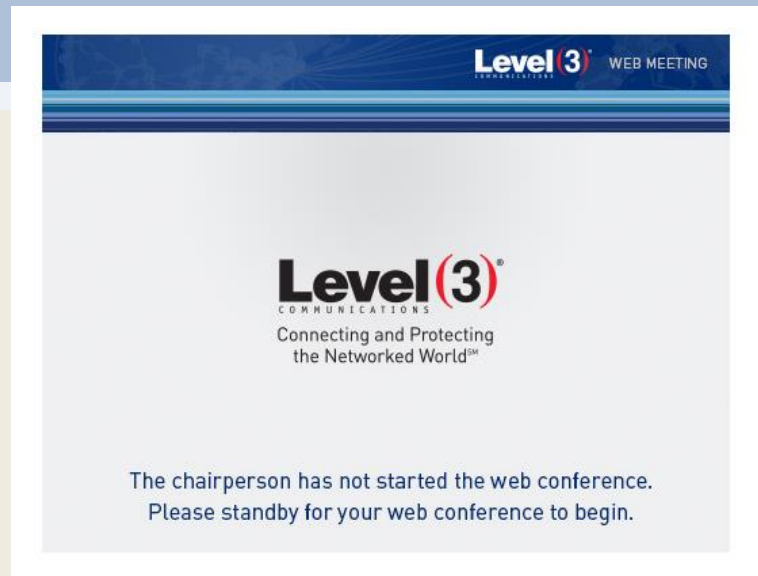 Level(3)® WEB MEETING
COMMUNICATIONS
Level(3)®
COMMUNICATIONS
Connecting and Protecting
the Networked World℠
The chairperson has not started the web conference.
Please standby for your web conference to begin.